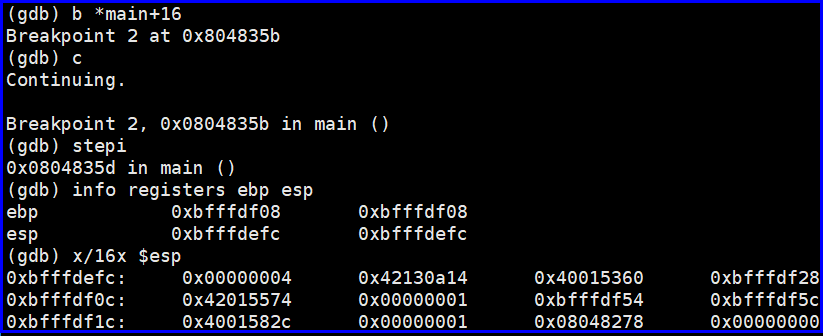 (gdb) b *main+16
Breakpoint 2 at 0x804835b
(gdb) c
Continuing.
Breakpoint 2, 0x0804835b in main ()
(gdb) stepi
0x0804835d in main ()
(gdb) info registers ebp esp
ebp 0xbfffdf08 0xbfffdf08
esp 0xbfffdefc 0xbfffdefc
(gdb) x/16x $esp
0xbfffdefc: 0x00000004 0x42130a14 0x40015360 0xbfffdf28
0xbfffdf0c: 0x42015574 0x00000001 0xbfffdf54 0xbfffdf5c
0xbfffdf1c: 0x4001582c 0x00000001 0x08048278 0x00000000